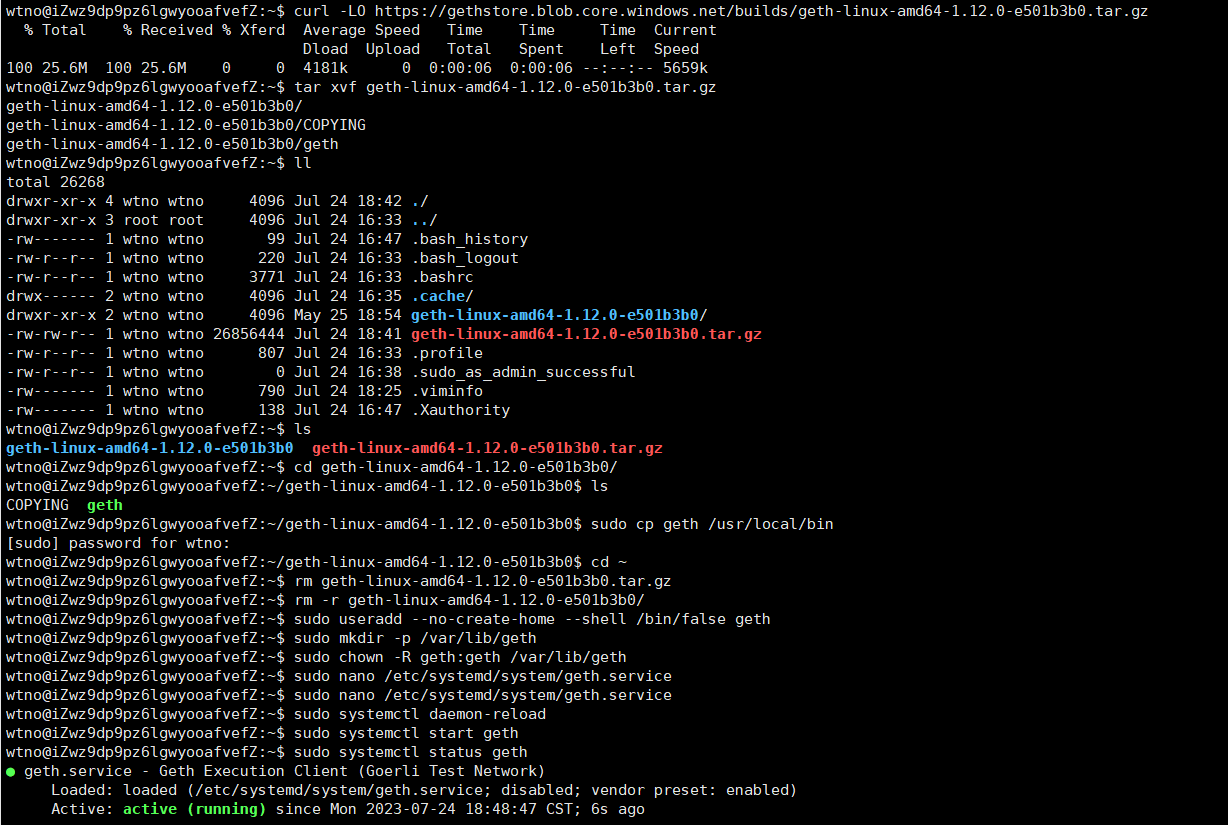 wtno@iZwz9dp9pz6lgwyooafvefZ:~$ curl -LO https://gethstore.blob.core.windows.net/builds/geth-linux-amd64-1.12.0-e501b3b0.tar.gz
  % Total    % Received % Xferd  Average Speed   Time    Time     Time  Current
                                 Dload  Upload   Total   Spent    Left  Speed
100 25.6M  100 25.6M    0     0  4181k      0  0:00:06  0:00:06 --:--:-- 5659k
wtno@iZwz9dp9pz6lgwyooafvefZ:~$ tar xvf geth-linux-amd64-1.12.0-e501b3b0.tar.gz
geth-linux-amd64-1.12.0-e501b3b0/
geth-linux-amd64-1.12.0-e501b3b0/COPYING
geth-linux-amd64-1.12.0-e501b3b0/geth
wtno@iZwz9dp9pz6lgwyooafvefZ:~$ ll
total 26268
drwxr-xr-x 4 wtno wtno     4096 Jul 24 18:42 ./
drwxr-xr-x 3 root root     4096 Jul 24 16:33 ../
-rw------- 1 wtno wtno       99 Jul 24 16:47 .bash_history
-rw-r--r-- 1 wtno wtno      220 Jul 24 16:33 .bash_logout
-rw-r--r-- 1 wtno wtno     3771 Jul 24 16:33 .bashrc
drwx------ 2 wtno wtno     4096 Jul 24 16:35 .cache/
drwxr-xr-x 2 wtno wtno     4096 May 25 18:54 geth-linux-amd64-1.12.0-e501b3b0/
-rw-rw-r-- 1 wtno wtno 26856444 Jul 24 18:41 geth-linux-amd64-1.12.0-e501b3b0.tar.gz
-rw-r--r-- 1 wtno wtno      807 Jul 24 16:33 .profile
-rw-r--r-- 1 wtno wtno        0 Jul 24 16:38 .sudo_as_admin_successful
-rw------- 1 wtno wtno      790 Jul 24 18:25 .viminfo
-rw------- 1 wtno wtno      138 Jul 24 16:47 .Xauthority
wtno@iZwz9dp9pz6lgwyooafvefZ:~$ ls
geth-linux-amd64-1.12.0-e501b3b0  geth-linux-amd64-1.12.0-e501b3b0.tar.gz
wtno@iZwz9dp9pz6lgwyooafvefZ:~$ cd geth-linux-amd64-1.12.0-e501b3b0/
wtno@iZwz9dp9pz6lgwyooafvefZ:~/geth-linux-amd64-1.12.0-e501b3b0$ ls
COPYING  geth
wtno@iZwz9dp9pz6lgwyooafvefZ:~/geth-linux-amd64-1.12.0-e501b3b0$ sudo cp geth /usr/local/bin
[sudo] password for wtno:
wtno@iZwz9dp9pz6lgwyooafvefZ:~/geth-linux-amd64-1.12.0-e501b3b0$ cd ~
wtno@iZwz9dp9pz6lgwyooafvefZ:~$ rm geth-linux-amd64-1.12.0-e501b3b0.tar.gz
wtno@iZwz9dp9pz6lgwyooafvefZ:~$ rm -r geth-linux-amd64-1.12.0-e501b3b0/
wtno@iZwz9dp9pz6lgwyooafvefZ:~$ sudo useradd --no-create-home --shell /bin/false geth
wtno@iZwz9dp9pz6lgwyooafvefZ:~$ sudo mkdir -p /var/lib/geth
wtno@iZwz9dp9pz6lgwyooafvefZ:~$ sudo chown -R geth:geth /var/lib/geth
wtno@iZwz9dp9pz6lgwyooafvefZ:~$ sudo nano /etc/systemd/system/geth.service
wtno@iZwz9dp9pz6lgwyooafvefZ:~$ sudo nano /etc/systemd/system/geth.service
wtno@iZwz9dp9pz6lgwyooafvefZ:~$ sudo systemctl daemon-reload
wtno@iZwz9dp9pz6lgwyooafvefZ:~$ sudo systemctl start geth
wtno@iZwz9dp9pz6lgwyooafvefZ:~$ sudo systemctl status geth
● geth.service - Geth Execution Client (Goerli Test Network)
     Loaded: loaded (/etc/systemd/system/geth.service; disabled; vendor preset: enabled)
     Active: active (running) since Mon 2023-07-24 18:48:47 CST; 6s ago